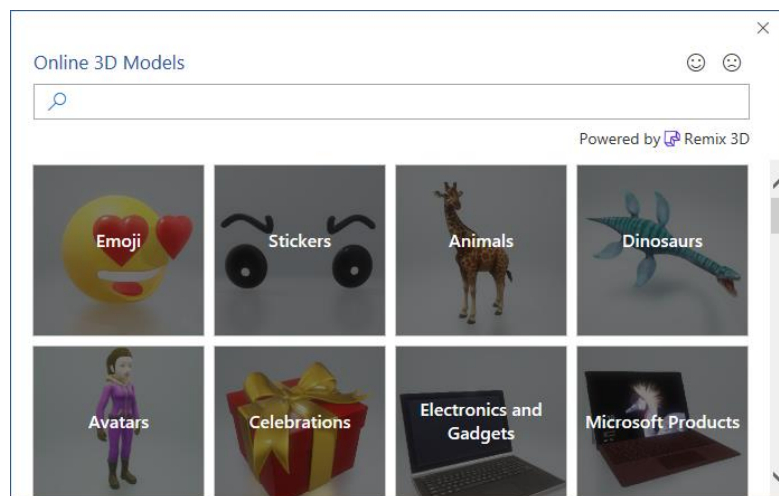 Online 3D Models
Powered by Remix 3D
Emoji
Stickers
Animals
Dinosaurs
Avatars
Celebrations
Electronics and
Gadgets
Microsoft Products